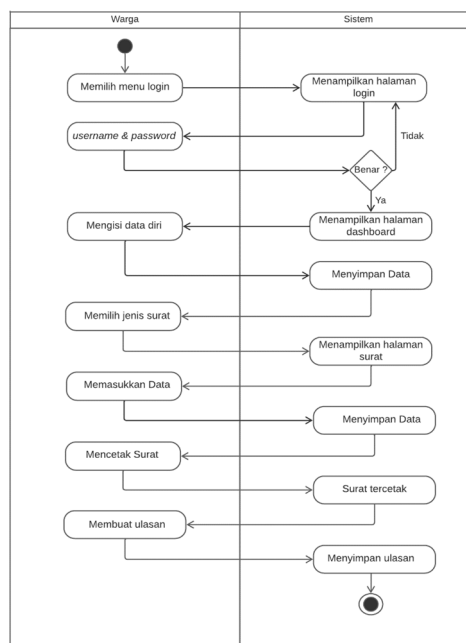 Warga
Sistem
Memilih menu login
Menampilkan halaman
login
username & password
Tidak
Benar ?
Ya
Mengisi data diri
Menampilkan halaman
dashboard
Menyimpan Data
Memilih jenis surat
Menampilkan halaman
surat
Memasukkan Data
Menyimpan Data
Mencetak Surat
Surat tercetak
Membuat ulasan
Menyimpan ulasan